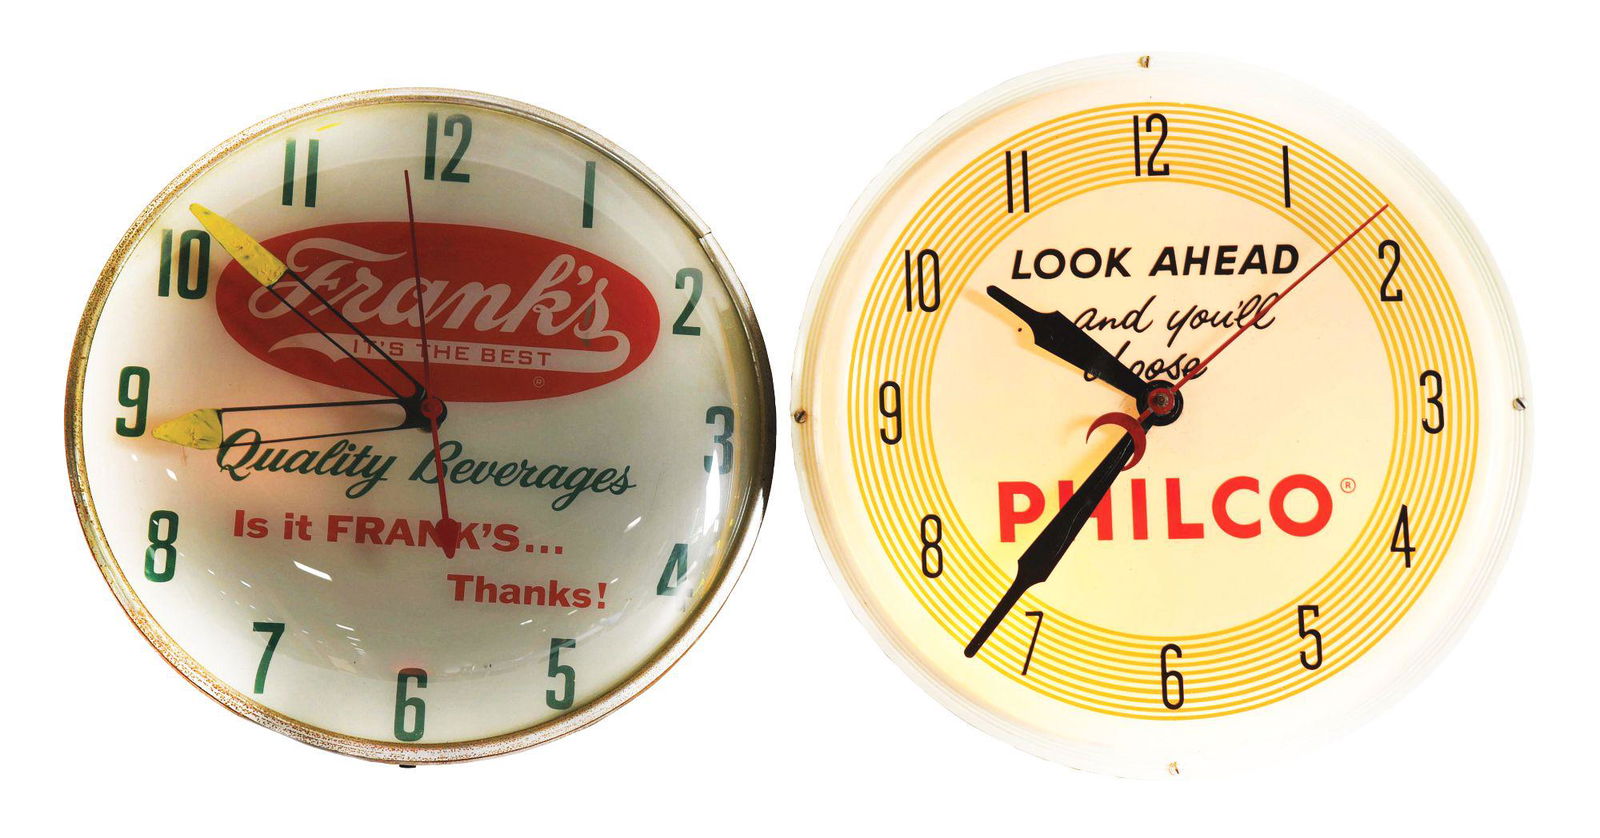 12
1
2
3
4
5
6
7
8
9
10
11
Frank's
IT'S THE BEST
®
Quality Beverages
Is it FRANK'S...
Thanks!
12
1
2
3
4
5
6
7
8
9
10
11
LOOK AHEAD
and you'll
choose
PHILCO®